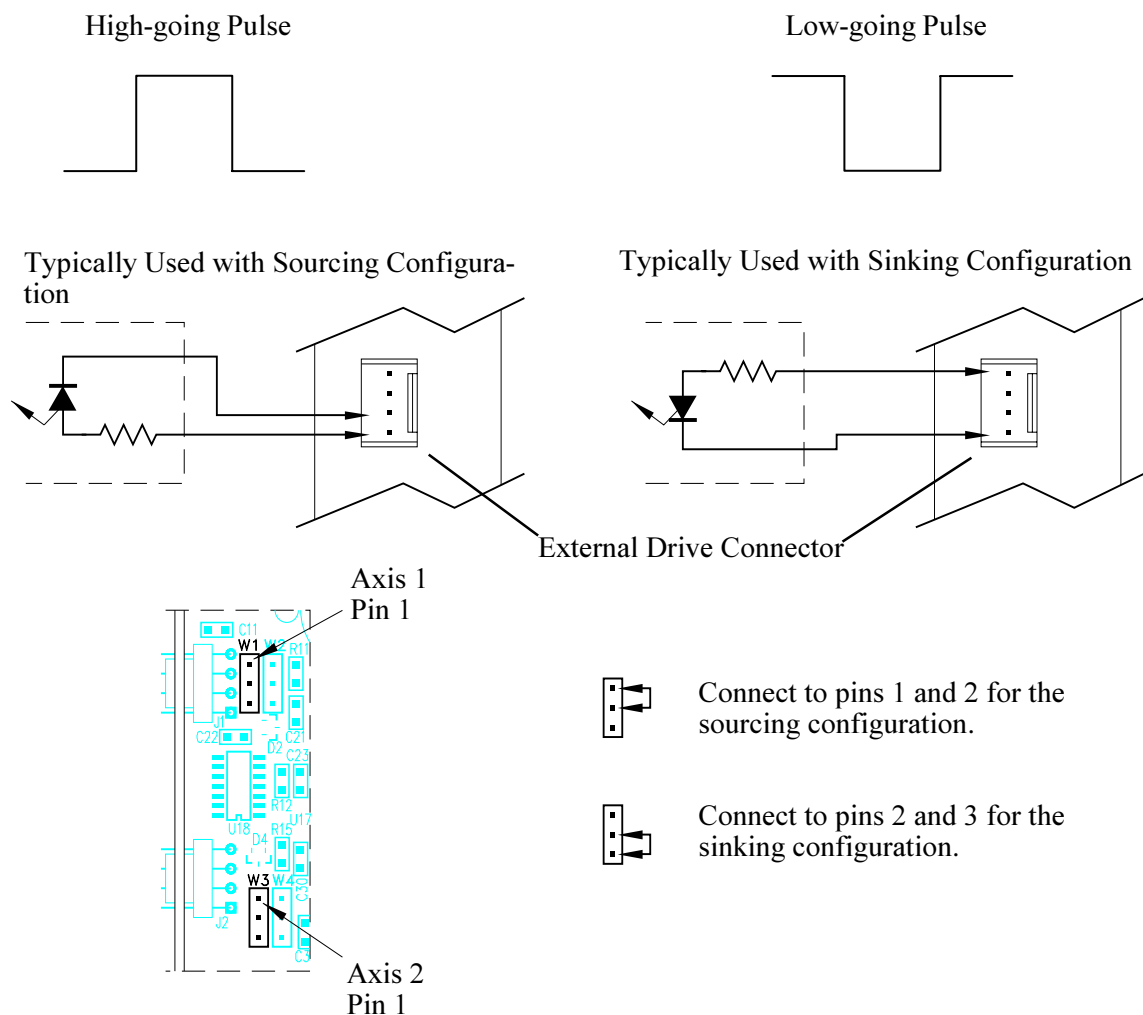 High-going Pulse
Low-going Pulse
Typically Used with Sourcing Configura-
tion
Typically Used with Sinking Configuration
External Drive Connector
Axis 1
Pin 1
C11
W1
W2
R11
J1
C22
C21
D2
C23
R12
U17
U18
D4
R15
W3
W4
C30
J2
C3
Axis 2
Pin 1
Connect to pins 1 and 2 for the
sourcing configuration.
Connect to pins 2 and 3 for the
sinking configuration.